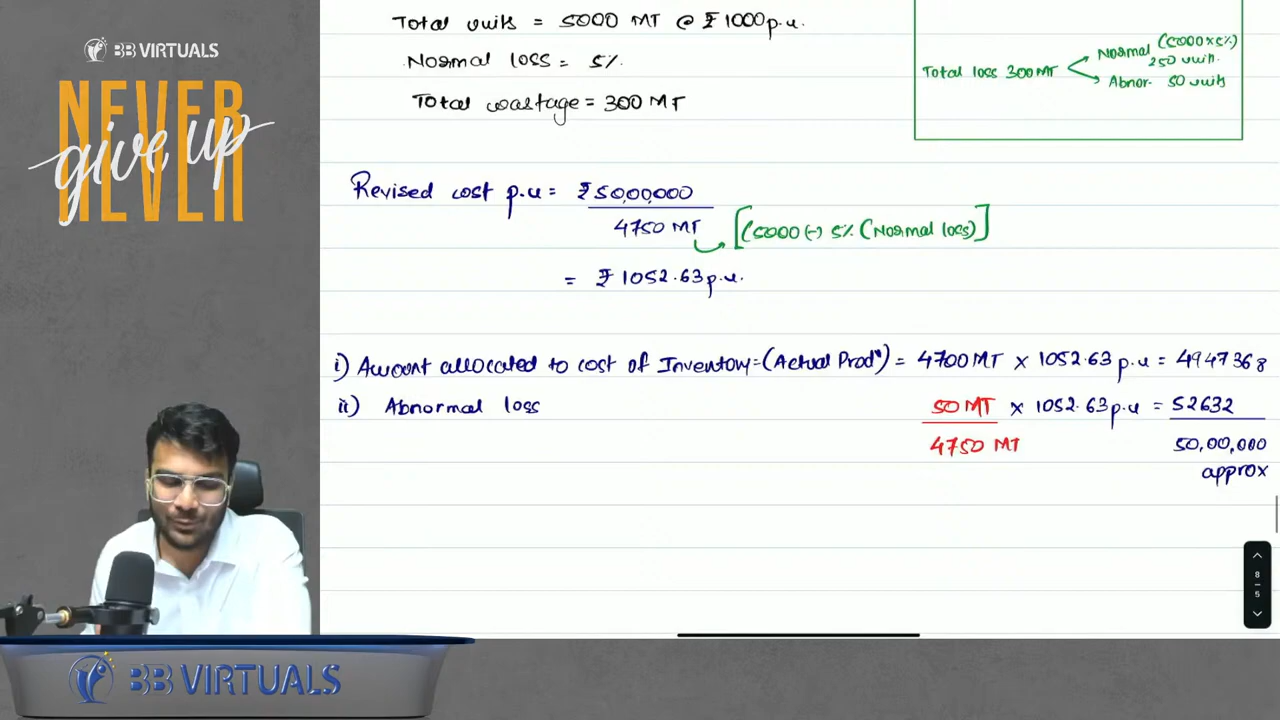 BB VIRTUALS
NEVER
give up
NEVER
Total units = 5000 MT @ ₹1000 p.u.
Normal loss = 5%
Total wastage = 300 MT
Total loss 300 MT
Normal (5000×5%)
250 units.
Abnor- 50 units
Revised cost p.u = ₹50,00,000
4750 MT
[(5000 (-) 5% (Normal loss)]
= ₹1052.63 p.u.
i) Amount allocated to cost of Inventory=(Actual Prodⁿ) = 4700 MT × 1052.63 p.u = 4947368
ii) Abnormal loss 50 MT × 1052.63 p.u = 52632
4750 MT 50,00,000
approx
8
5
BB VIRTUALS